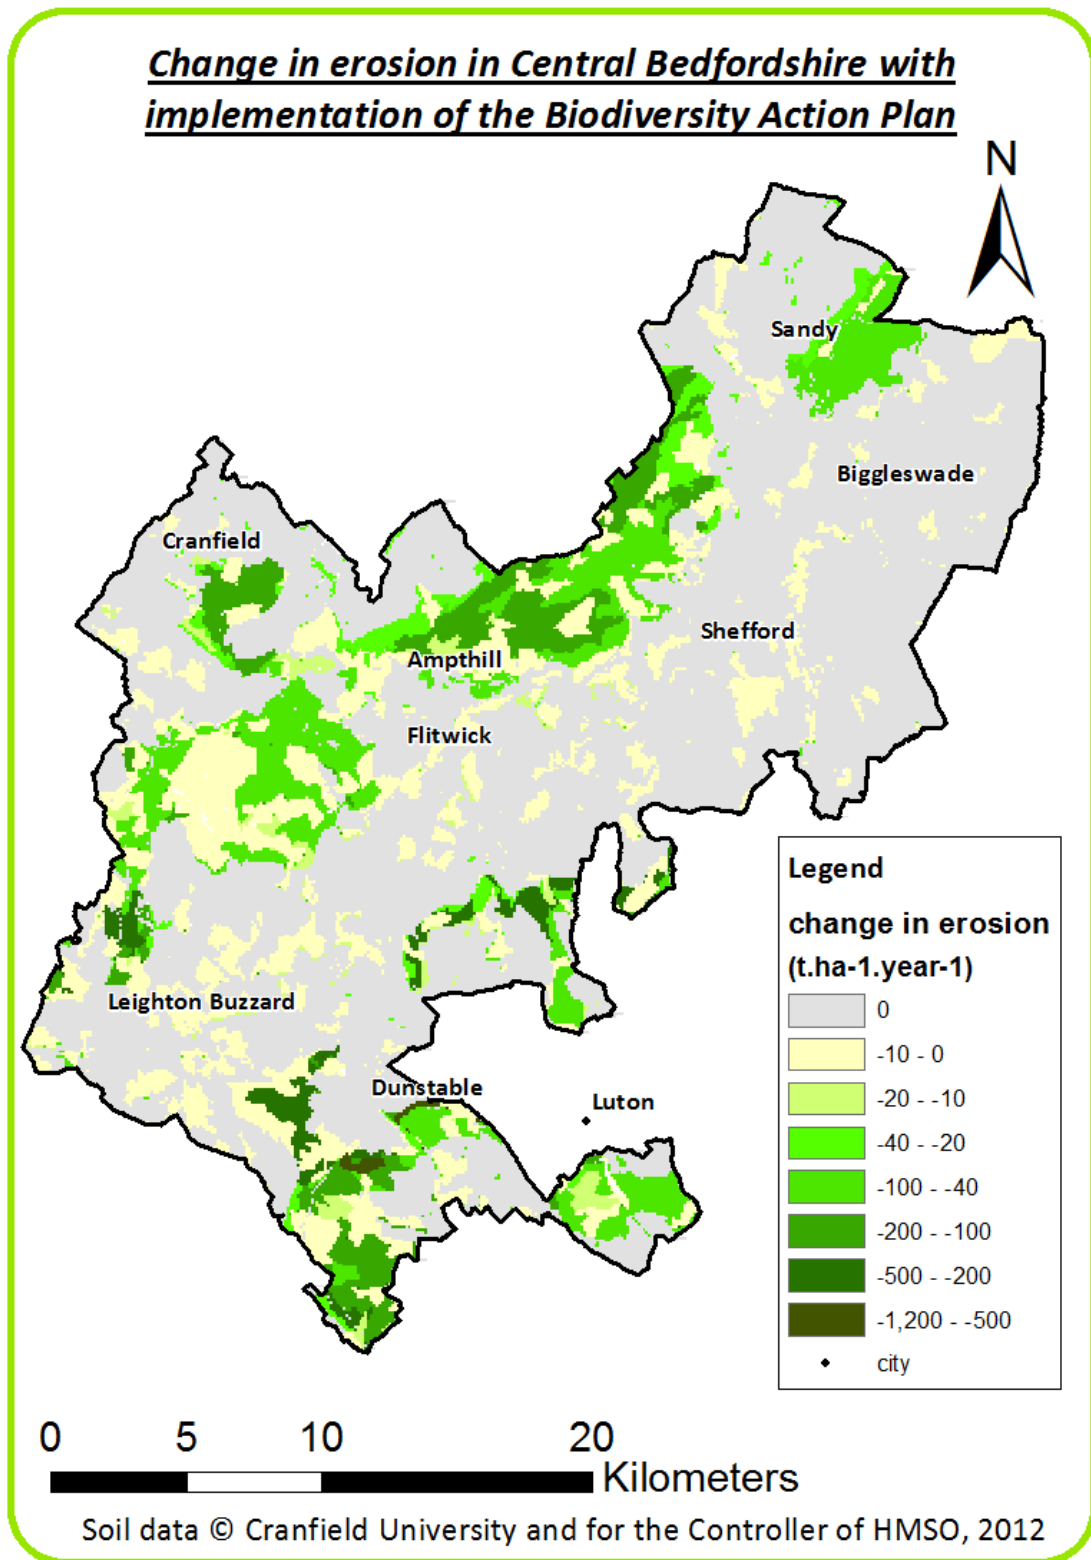 Change in erosion in Central Bedfordshire with
implementation of the Biodiversity Action Plan
N
Sandy
Biggleswade
Cranfield
Shefford
Ampthill
Flitwick
Leighton Buzzard
Dunstable
Luton
Legend
change in erosion
(t.ha-1.year-1)
0
-10 - 0
-20 - -10
-40 - -20
-100 - -40
-200 - -100
-500 - -200
-1,200 - -500
city
0 5 10 20
Kilometers
Soil data © Cranfield University and for the Controller of HMSO, 2012